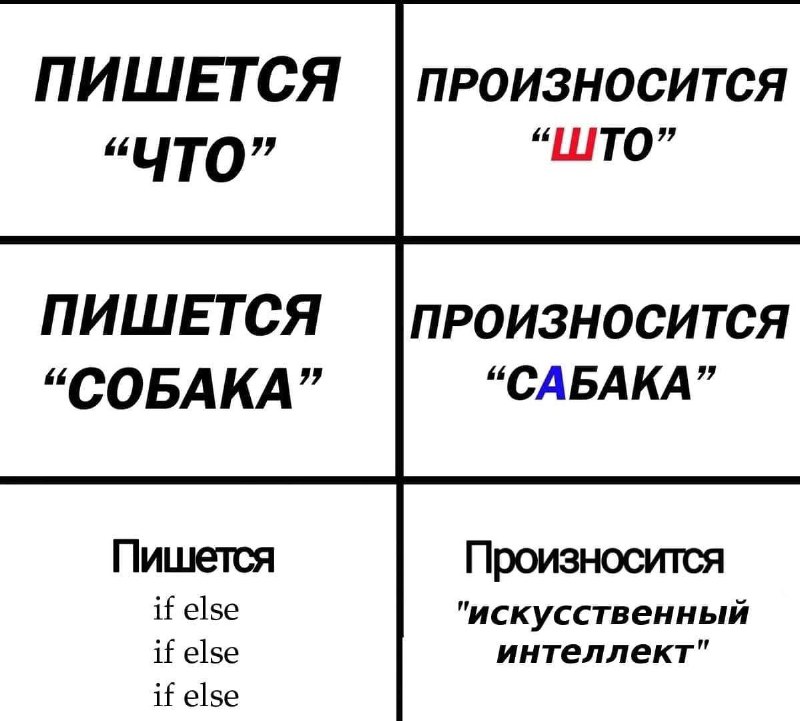 ПИШЕТСЯ
“ЧТО”
ПРОИЗНОСИТСЯ
“ШТО”
ПИШЕТСЯ
“СОБАКА”
ПРОИЗНОСИТСЯ
“САБАКА”
Пишется
if else
if else
if else
Произносится
"искусственный
интеллект"